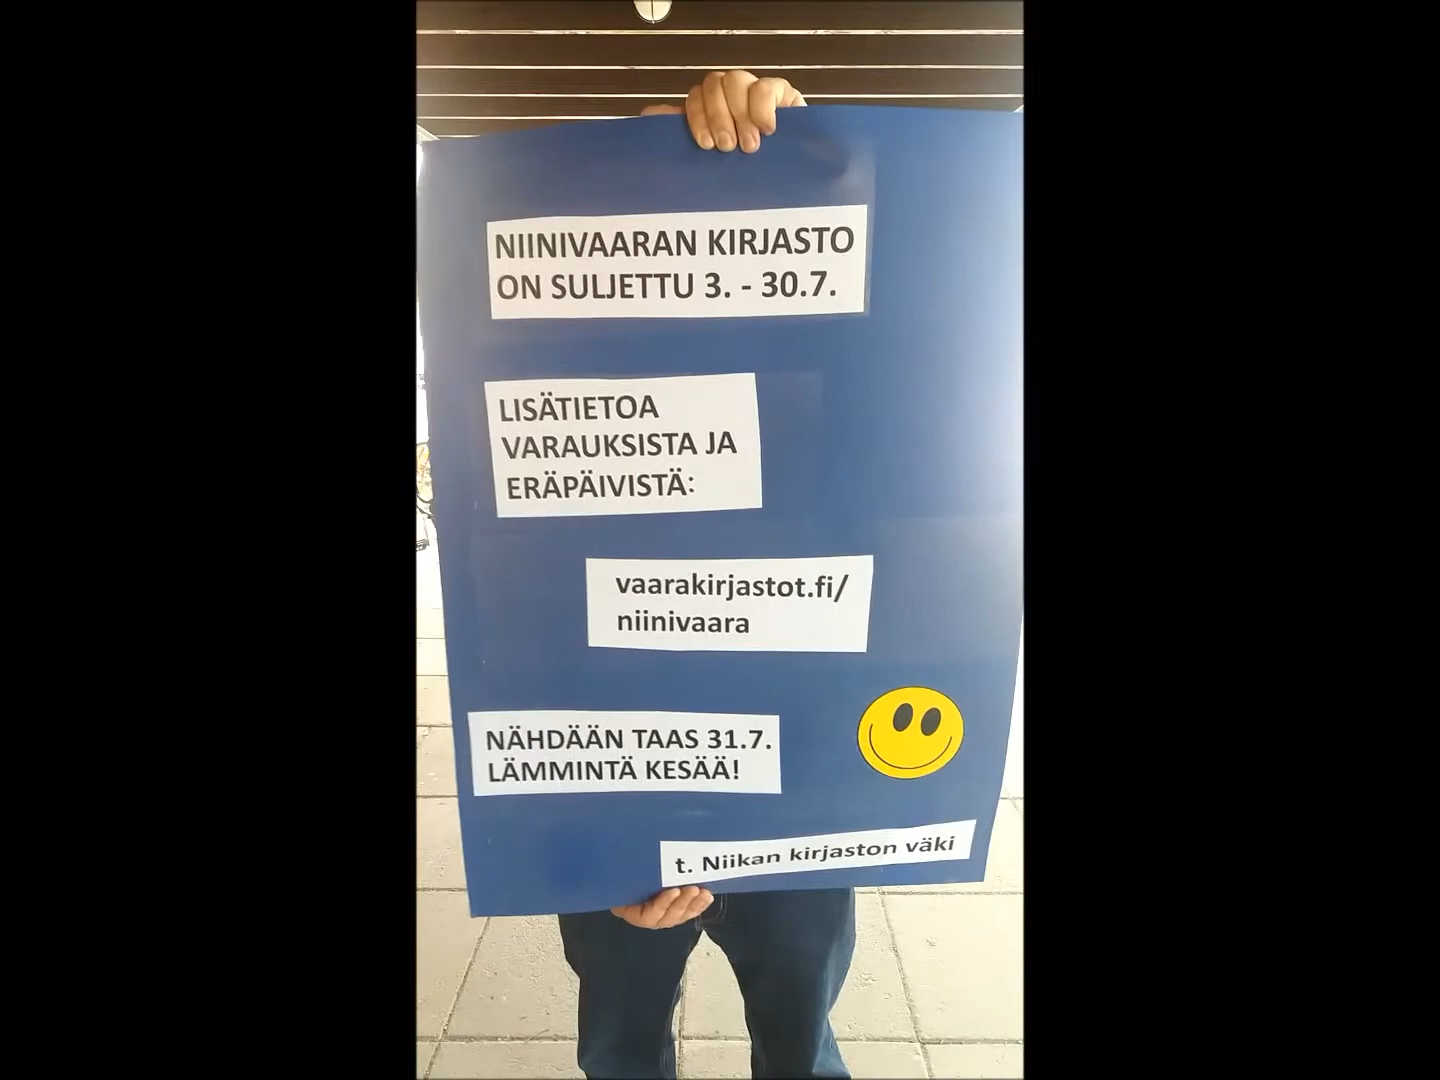 NIINIVAARAN KIRJASTO
ON SULJETTU 3. - 30.7.
LISÄTIETOA
VARAUKSISTA JA
ERÄPÄIVISTÄ:
vaarakirjastot.fi/
niinivaara
NÄHDÄÄN TAAS 31.7.
LÄMMINTÄ KESÄÄ!
t. Niikan kirjaston väki